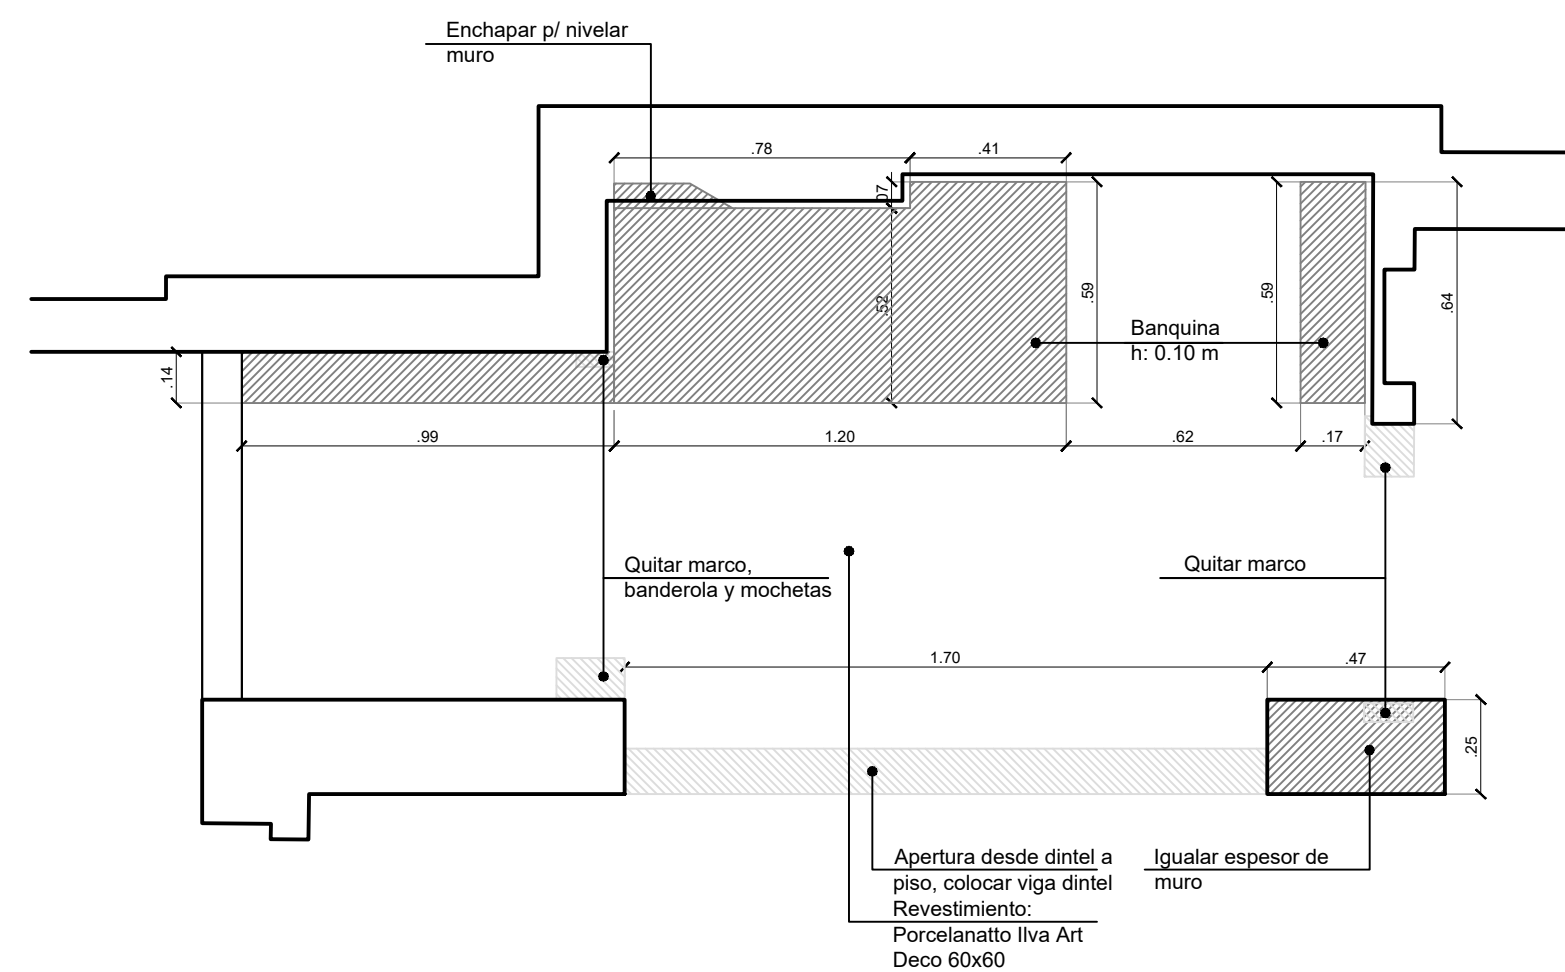 Enchapar p/ nivelar
muro
.78
.41
.07
.59
.59
.52
.64
Banquina
h: 0.10 m
.14
.99
1.20
.62
.17
Quitar marco,
banderola y mochetas
Quitar marco
1.70
.47
.25
Apertura desde dintel a
piso, colocar viga dintel
Revestimiento:
Porcelanatto Ilva Art
Deco 60x60
Igualar espesor de
muro